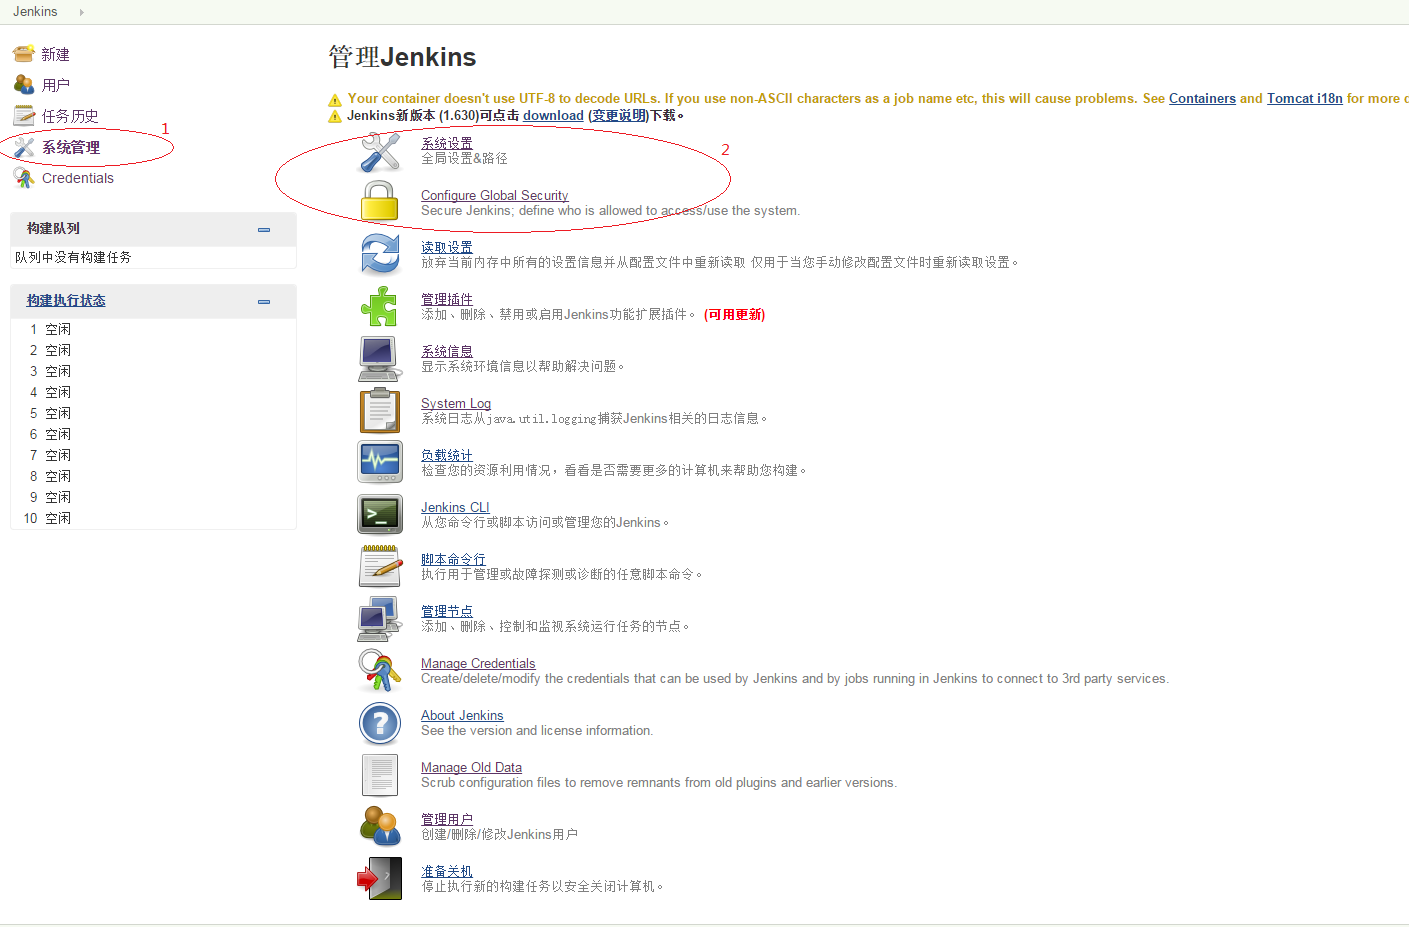 Jenkins
新建
用户
任务历史
1
系统管理
Credentials
构建队列
队列中没有构建任务
构建执行状态
1 空闲
2 空闲
3 空闲
4 空闲
5 空闲
6 空闲
7 空闲
8 空闲
9 空闲
10 空闲
管理Jenkins
Your container doesn't use UTF-8 to decode URLs. If you use non-ASCII characters as a job name etc, this will cause problems. See Containers and Tomcat i18n for more
Jenkins新版本 (1.630)可点击 download (变更说明)下载。
2
系统设置
全局设置&路径
Configure Global Security
Secure Jenkins; define who is allowed to access/use the system.
读取设置
放弃当前内存中所有的设置信息并从配置文件中重新读取 仅用于当您手动修改配置文件时重新读取设置。
管理插件
添加、删除、禁用或启用Jenkins功能扩展插件。 (可用更新)
系统信息
显示系统环境信息以帮助解决问题。
System Log
系统日志从java.util.logging捕获Jenkins相关的日志信息。
负载统计
检查您的资源利用情况，看看是否需要更多的计算机来帮助您构建。
Jenkins CLI
从您命令行或脚本访问或管理您的Jenkins。
脚本命令行
执行用于管理或故障探测或诊断的任意脚本命令。
管理节点
添加、删除、控制和监视系统运行任务的节点。
Manage Credentials
Create/delete/modify the credentials that can be used by Jenkins and by jobs running in Jenkins to connect to 3rd party services.
About Jenkins
See the version and license information.
Manage Old Data
Scrub configuration files to remove remnants from old plugins and earlier versions.
管理用户
创建/删除/修改Jenkins用户
准备关机
停止执行新的构建任务以安全关闭计算机。